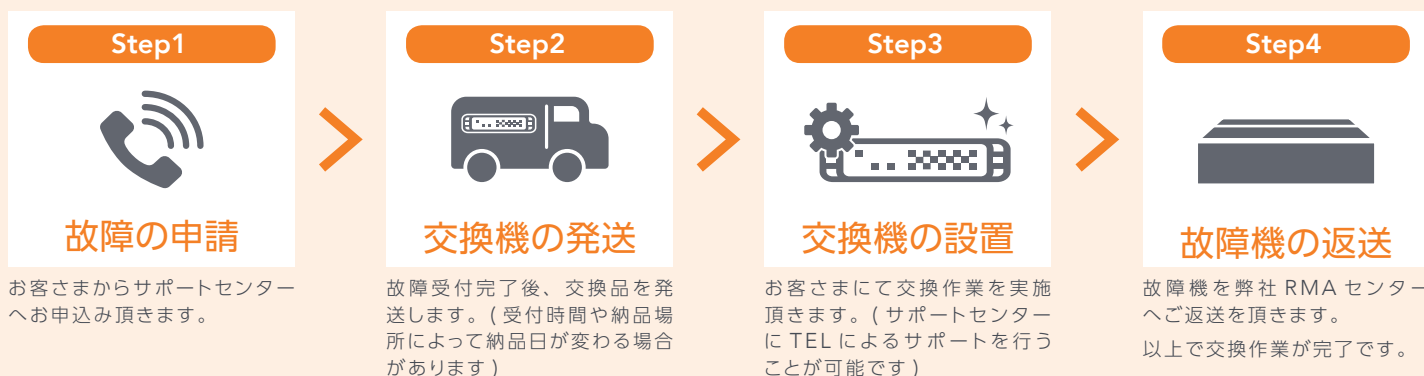 Step1
故障の申請
お客さまからサポートセンター
へお申込み頂きます。
Step2
交換機の発送
故障受付完了後、交換品を発
送します。(受付時間や納品場
所によって納品日が変わる場合
があります)
Step3
交換機の設置
お客さまにて交換作業を実施
頂きます。(サポートセンター
に TEL によるサポートを行う
ことが可能です)
Step4
故障機の返送
故障機を弊社 RMA センター
へご返送を頂きます。
以上で交換作業が完了です。